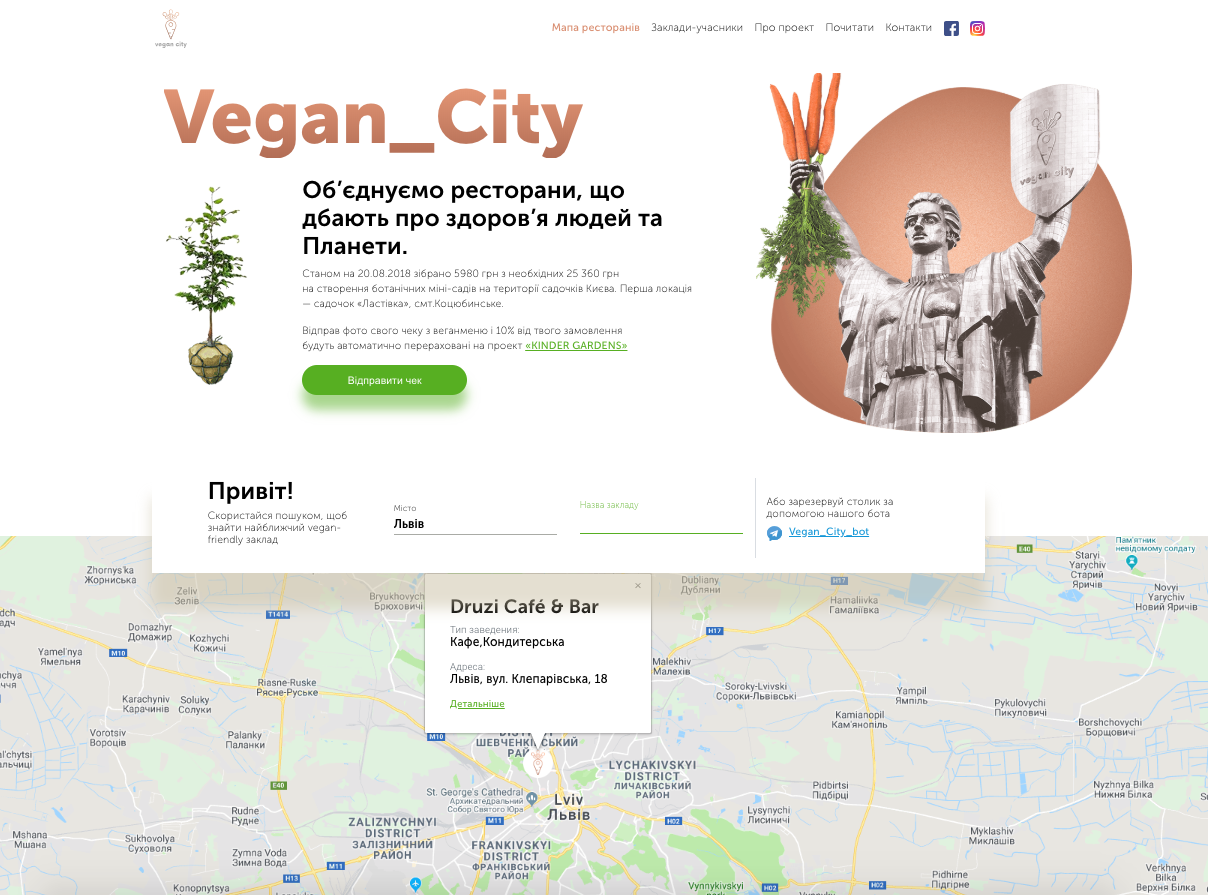 vegan city
Мапа ресторанів Заклади-учасники Про проект Почитати Контакти
Vegan_City
vegan city
Об’єднуємо ресторани, що
дбають про здоров’я людей та
Планети.
Станом на 20.08.2018 зібрано 5980 грн з необхідних 25 360 грн
на створення ботанічних міні-садів на території садочків Києва. Перша локація
— садочок «Ластівка», смт.Коцюбинське.
Відправ фото свого чеку з веганменю і 10% від твого замовлення
будуть автоматично перераховані на проект «KINDER GARDENS»
Відправити чек
Привіт!
Скористайся пошуком, щоб
знайти найближчий vegan-
friendly заклад
Місто
Львів
Назва закладу
Або зарезервуй столик за
допомогою нашого бота
Vegan_City_bot
Druzi Café & Bar
×
Тип заведения:
Кафе,Кондитерська
Адреса:
Львів, вул. Клепарівська, 18
Детальніше
Пам'ятник
невідомому солдату
E40
Staryi
Yarychiv
Старий
Яричів
Novyi
Yarychiv
Новий Яричів
Zhornys'ka
Жорниська
Zeliv
Зелів
Bryukhovychi
Брюховичі
Dubliany
Дубляни
H17
Hamaliivka
Гамаліївка
T1414
Domazhyr
Домажир
Kozhychi
Кожичі
H17
Yamel'nya
Ямельня
M10
Malekhiv
Малехів
Riasne-Ruske
Рясне-Руське
Soroky-Lvivski
Сороки-Львівські
Karachyniv
Карачинів
Soluky
Солуки
Yampil
Ямпіль
Pykulovychi
Пикуловичі
Kamianopil
Кам'янопіль
Borshchovychi
Борщовичі
Vorotsiv
Вороців
Palanky
Паланки
M10
ШЕВЧЕНКІВСЬКИЙ
LYCHAKIVSKYI
DISTRICT
ЛИЧАКІВСЬКИЙ
РАЙОН
E40
Pidbirtsi
Підбірці
Nyzhnya Bilka
Нижня Білка
St. George's Cathedral
Архикатедральний
Собор Святого Юра
Lviv
Львів
Rudne
Рудне
Lysynychi
Лисиничі
M11
H02
H02
ZALIZNYCHNYI
DISTRICT
ЗАЛІЗНИЧНИЙ
РАЙОН
Mshana
Мшана
Sukhovolya
Суховоля
Myklashiv
Миклашів
FRANKIVSKYI
DISTRICT
ФРАНКІВСЬКИЙ
РАЙОН
Zymna Voda
Зимна Вода
M11
H13
Konopnytsya
Pidhirne
Підгірне
Verkhnya
Bilka
Верхня Білка
Vynnykivskyi
H02
H02